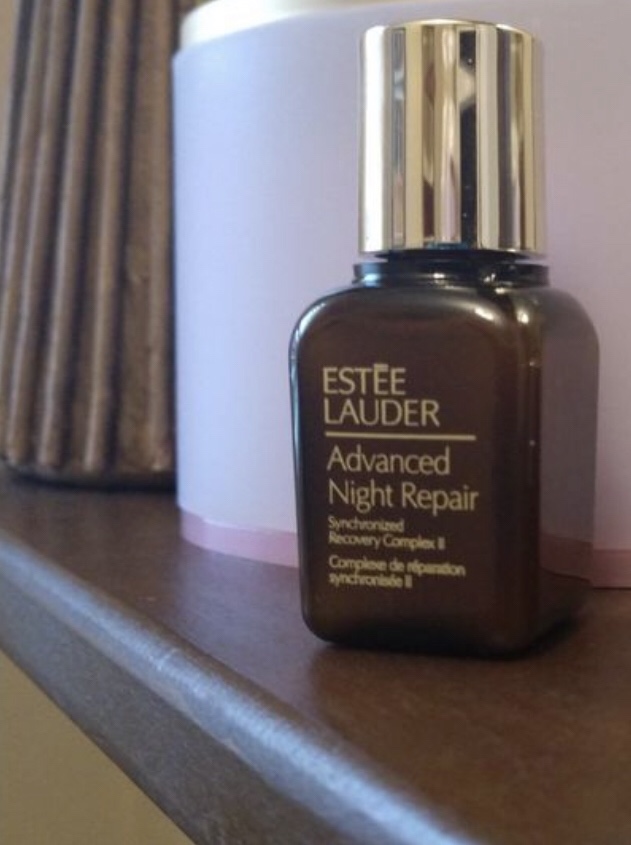 ESTĒE
LAUDER
Advanced
Night Repair
Synchronized
Recovery Complex II
Complexe de réparation
synchronisée II